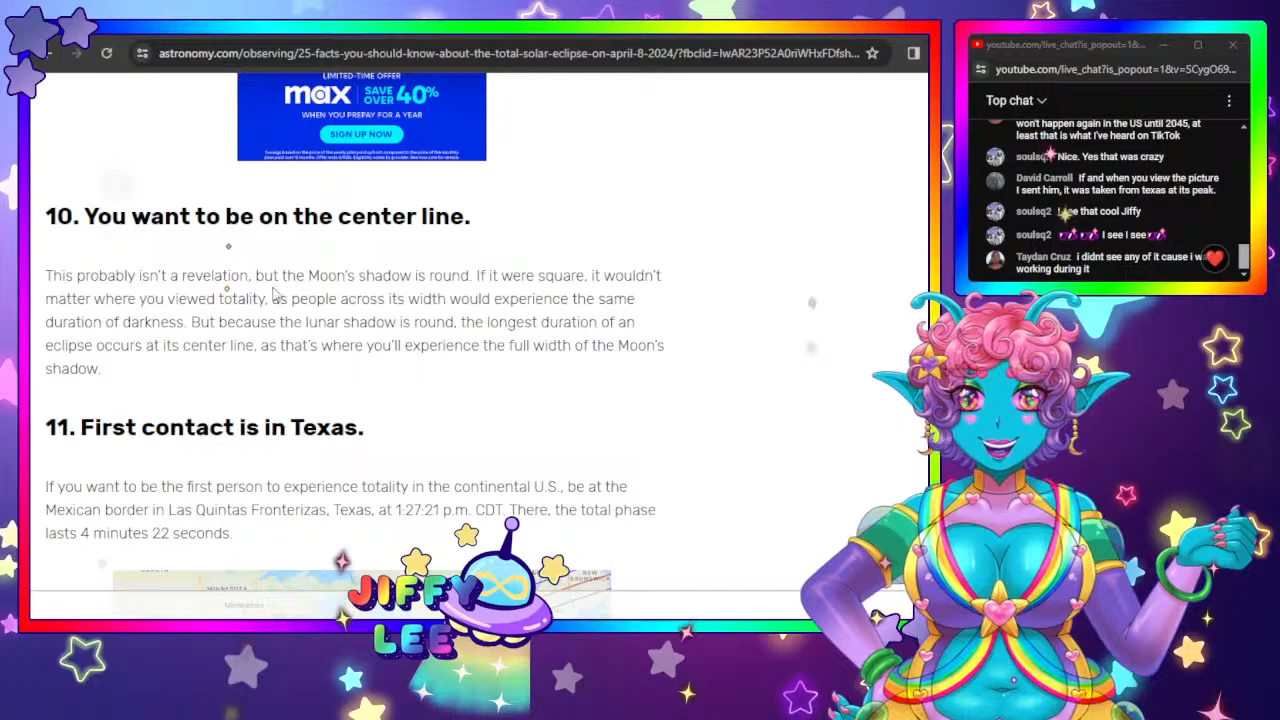 astronomy.com/observing/25-facts-you-should-know-about-the-total-solar-eclipse-on-april-8-2024/?fbclid=IwAR23P52A0riWHxFDfsh...
LIMITED-TIME OFFER
max SAVE OVER 40%
WHEN YOU PREPAY FOR A YEAR
SIGN UP NOW
10. You want to be on the center line.
This probably isn't a revelation, but the Moon's shadow is round. If it were square, it wouldn't
matter where you viewed totality, as people across its width would experience the same
duration of darkness. But because the lunar shadow is round, the longest duration of an
eclipse occurs at its center line, as that's where you'll experience the full width of the Moon's
shadow.
11. First contact is in Texas.
If you want to be the first person to experience totality in the continental U.S., be at the
Mexican border in Las Quintas Fronterizas, Texas, at 1:27:21 p.m. CDT. There, the total phase
lasts 4 minutes 22 seconds.
MINNESOTA
NEW BRUNSWICK
JIFFY
LEE
youtube.com/live_chat?is_popout=1&...
youtube.com/live_chat?is_popout=1&v=SCygO69...
Top chat
won't happen again in the US until 2045, at
least that is what I've heard on TikTok
soulsq2 Nice. Yes that was crazy
David Carroll If and when you view the picture
I sent him, it was taken from texas at its peak.
soulsq2 see that cool Jiffy
soulsq2 I see I see
Taydan Cruz i didnt see any of it cause i
working during it